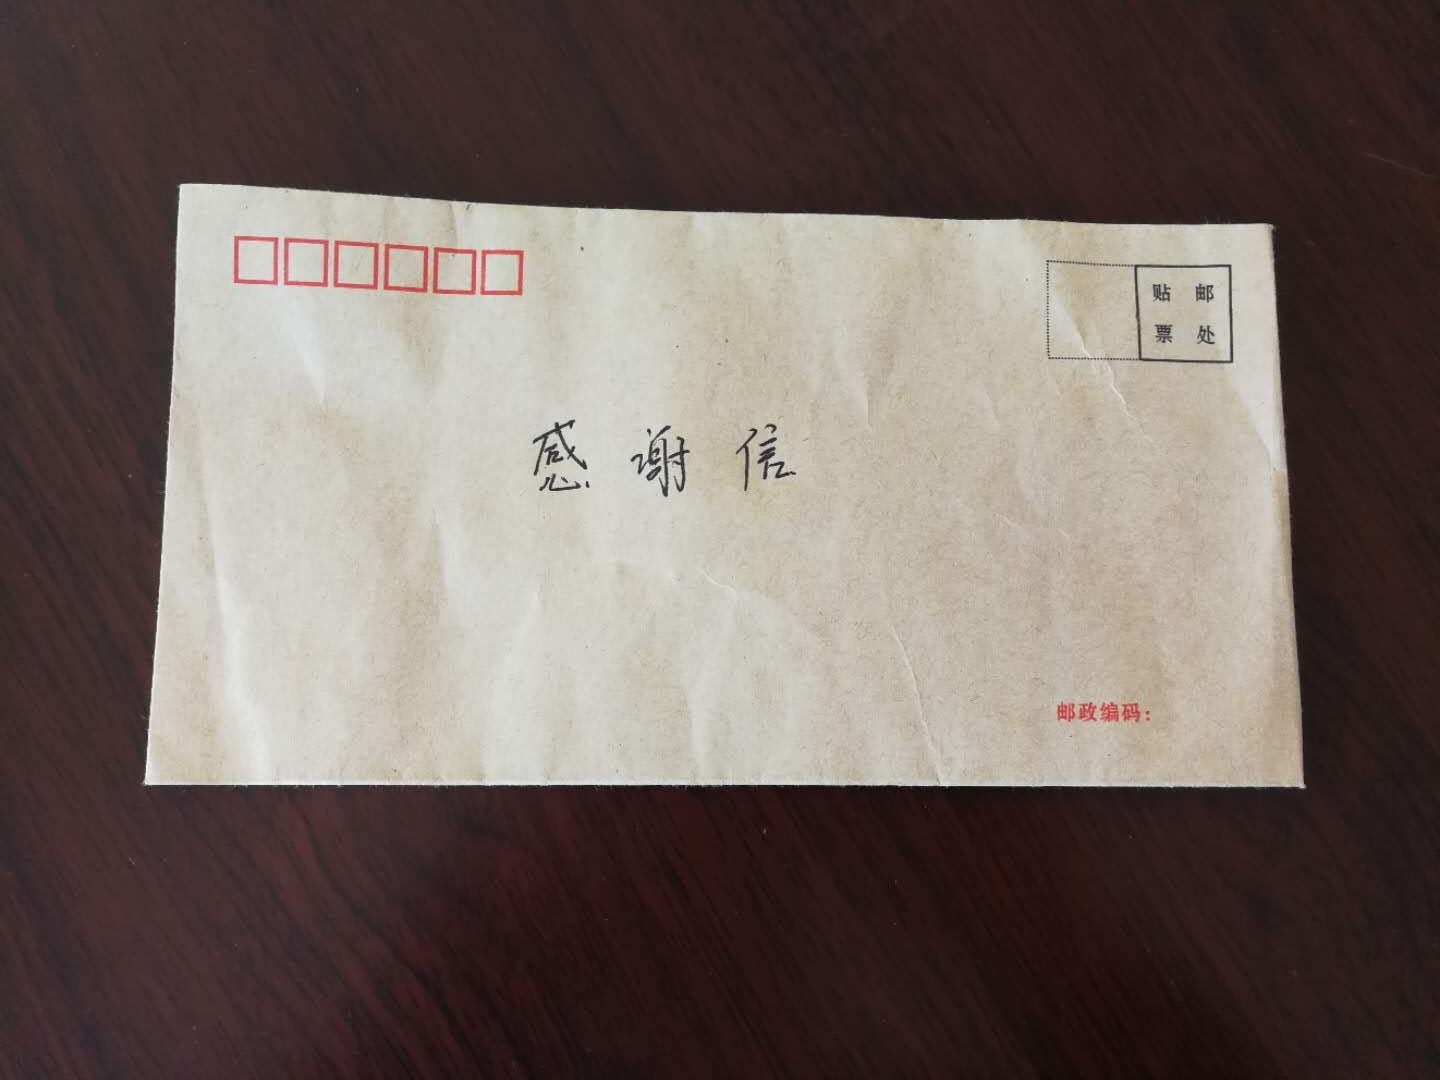 贴 邮
票 处
感谢信
邮政编码：